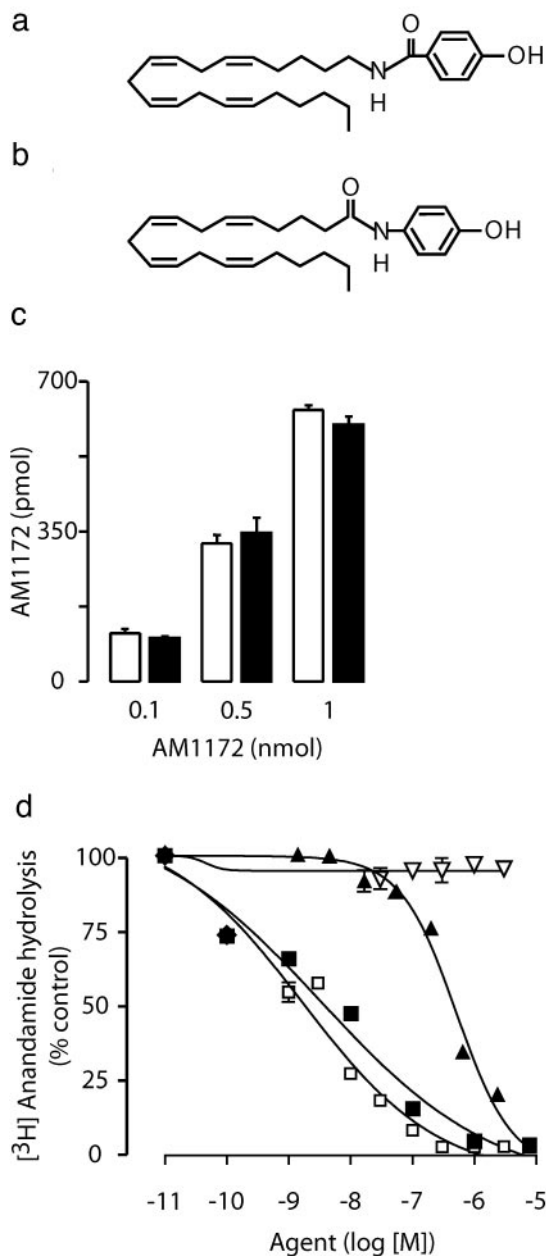 a
O
N
H
OH
b
O
N
H
OH
c
700
350
0
AM1172 (pmol)
0.1 0.5 1
AM1172 (nmol)
d
100
75
50
25
0
[³H] Anandamide hydrolysis
(% control)
-11 -10 -9 -8 -7 -6 -5
Agent (log [M])